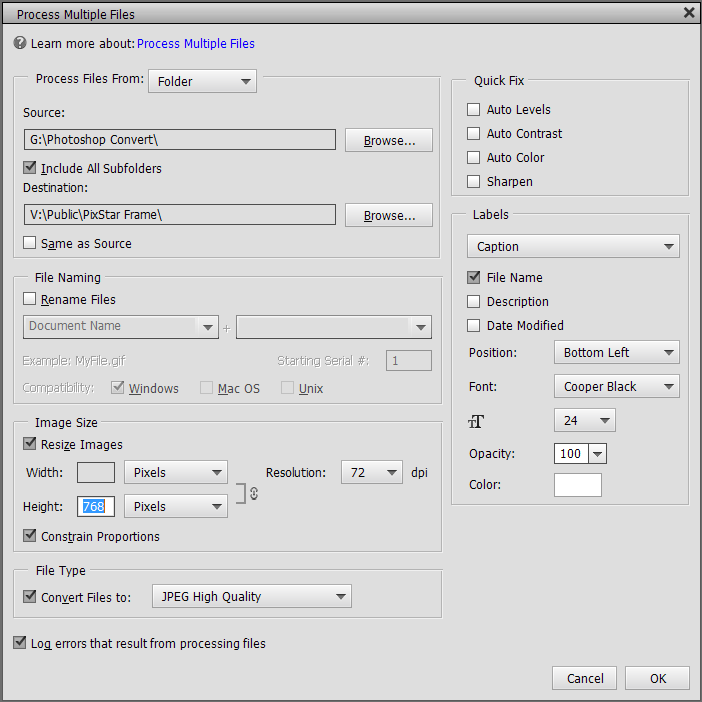 Process Multiple Files
Learn more about: Process Multiple Files
Process Files From: Folder
Source:
G:\Photoshop Convert\ Browse...
Include All Subfolders
Destination:
V:\Public\PixStar Frame\ Browse...
Same as Source
File Naming
Rename Files
Document Name +
Example: MyFile.gif Starting Serial #: 1
Compatibility: Windows Mac OS Unix
Image Size
Resize Images
Width: Pixels Resolution: 72 dpi
Height: 768 Pixels
Constrain Proportions
File Type
Convert Files to: JPEG High Quality
Log errors that result from processing files
Quick Fix
Auto Levels
Auto Contrast
Auto Color
Sharpen
Labels
Caption
File Name
Description
Date Modified
Position: Bottom Left
Font: Cooper Black
TT 24
Opacity: 100
Color:
Cancel OK